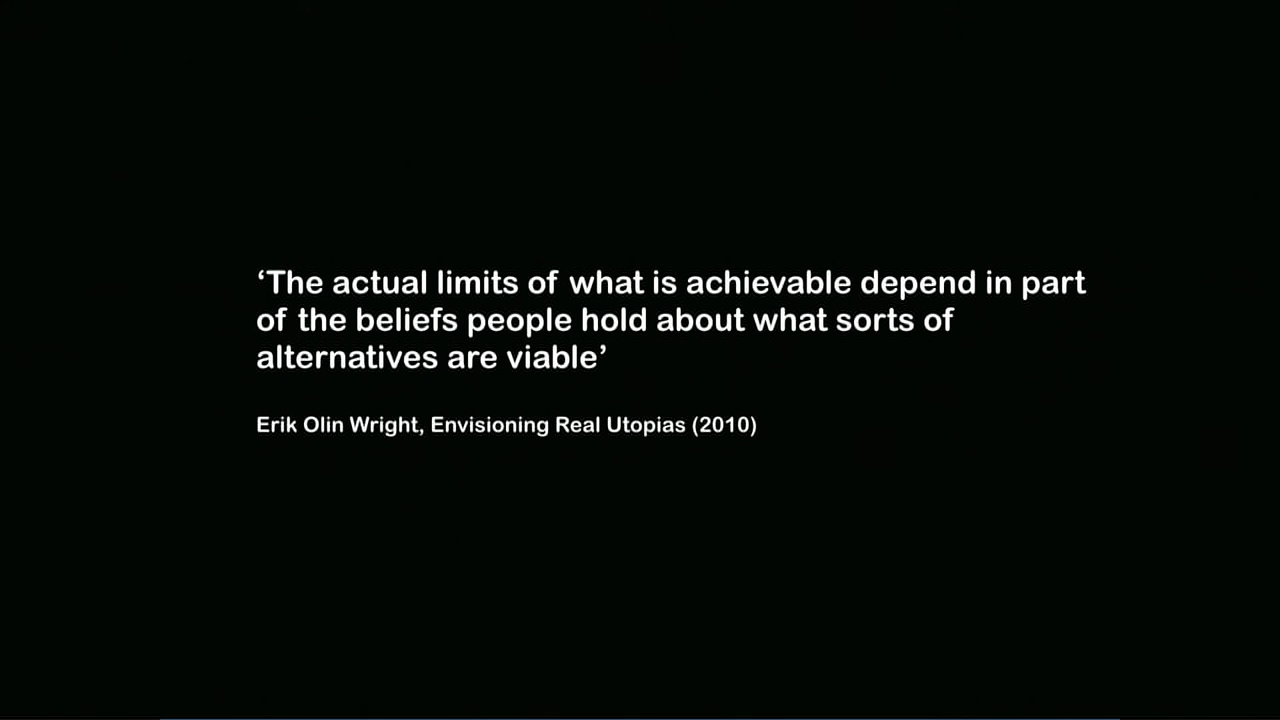 ‘The actual limits of what is achievable depend in part
of the beliefs people hold about what sorts of
alternatives are viable’
Erik Olin Wright, Envisioning Real Utopias (2010)